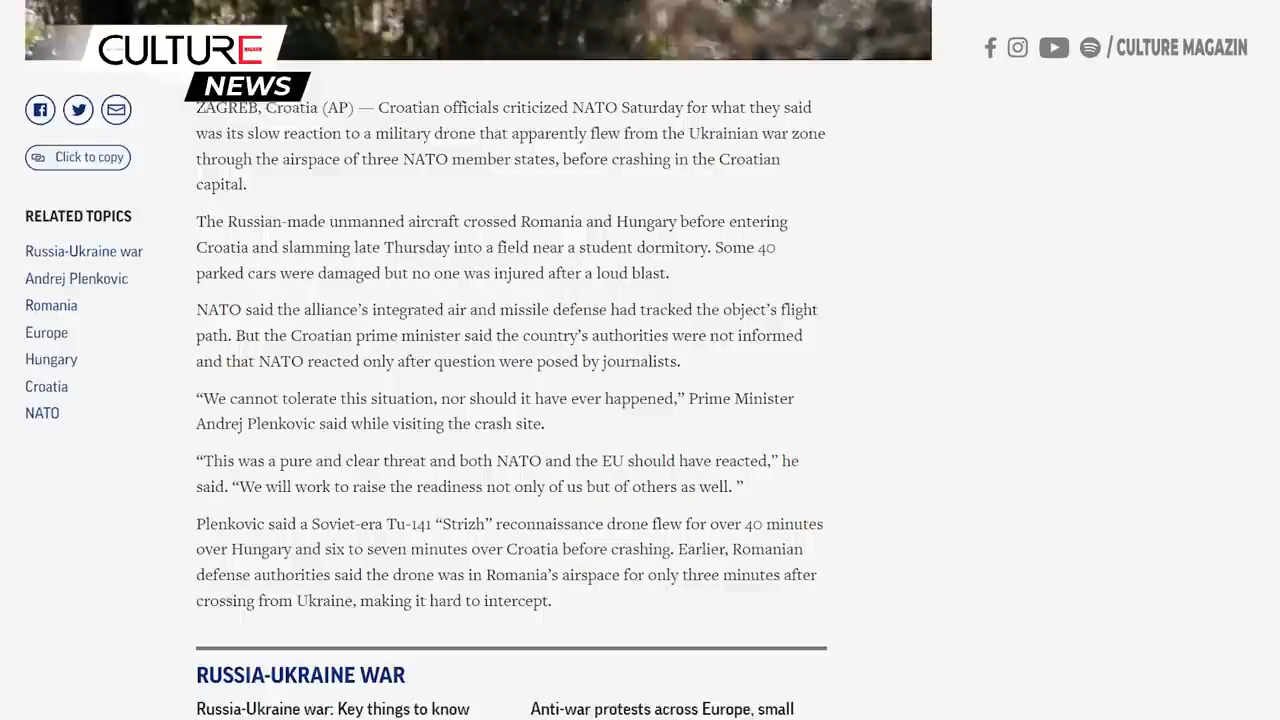 CULTURE
NEWS
/ CULTURE MAGAZIN
Click to copy
RELATED TOPICS
Russia-Ukraine war
Andrej Plenkovic
Romania
Europe
Hungary
Croatia
NATO
ZAGREB, Croatia (AP) — Croatian officials criticized NATO Saturday for what they said
was its slow reaction to a military drone that apparently flew from the Ukrainian war zone
through the airspace of three NATO member states, before crashing in the Croatian
capital.
The Russian-made unmanned aircraft crossed Romania and Hungary before entering
Croatia and slamming late Thursday into a field near a student dormitory. Some 40
parked cars were damaged but no one was injured after a loud blast.
NATO said the alliance’s integrated air and missile defense had tracked the object’s flight
path. But the Croatian prime minister said the country’s authorities were not informed
and that NATO reacted only after question were posed by journalists.
“We cannot tolerate this situation, nor should it have ever happened,” Prime Minister
Andrej Plenkovic said while visiting the crash site.
“This was a pure and clear threat and both NATO and the EU should have reacted,” he
said. “We will work to raise the readiness not only of us but of others as well. ”
Plenkovic said a Soviet-era Tu-141 “Strizh” reconnaissance drone flew for over 40 minutes
over Hungary and six to seven minutes over Croatia before crashing. Earlier, Romanian
defense authorities said the drone was in Romania’s airspace for only three minutes after
crossing from Ukraine, making it hard to intercept.
RUSSIA-UKRAINE WAR
Russia-Ukraine war: Key things to know
Anti-war protests across Europe, small